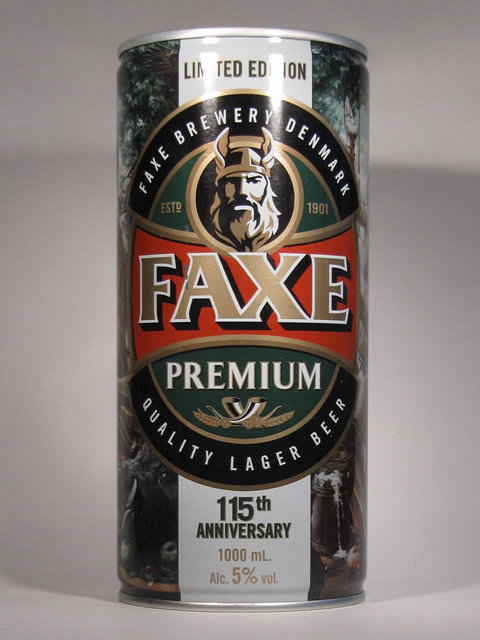 LIMITED EDITION
FAXE BREWERY DENMARK
ESTD 1901
FAXE
PREMIUM
QUALITY LAGER BEER
115th
ANNIVERSARY
1000 mL.
Alc. 5% vol.